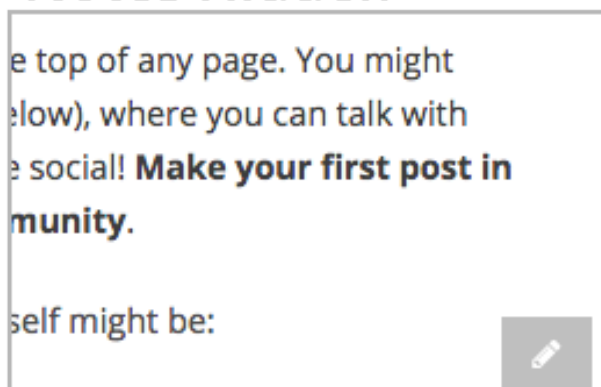 e top of any page. You might
elow), where you can talk with
e social! Make your first post in
munity.
self might be: